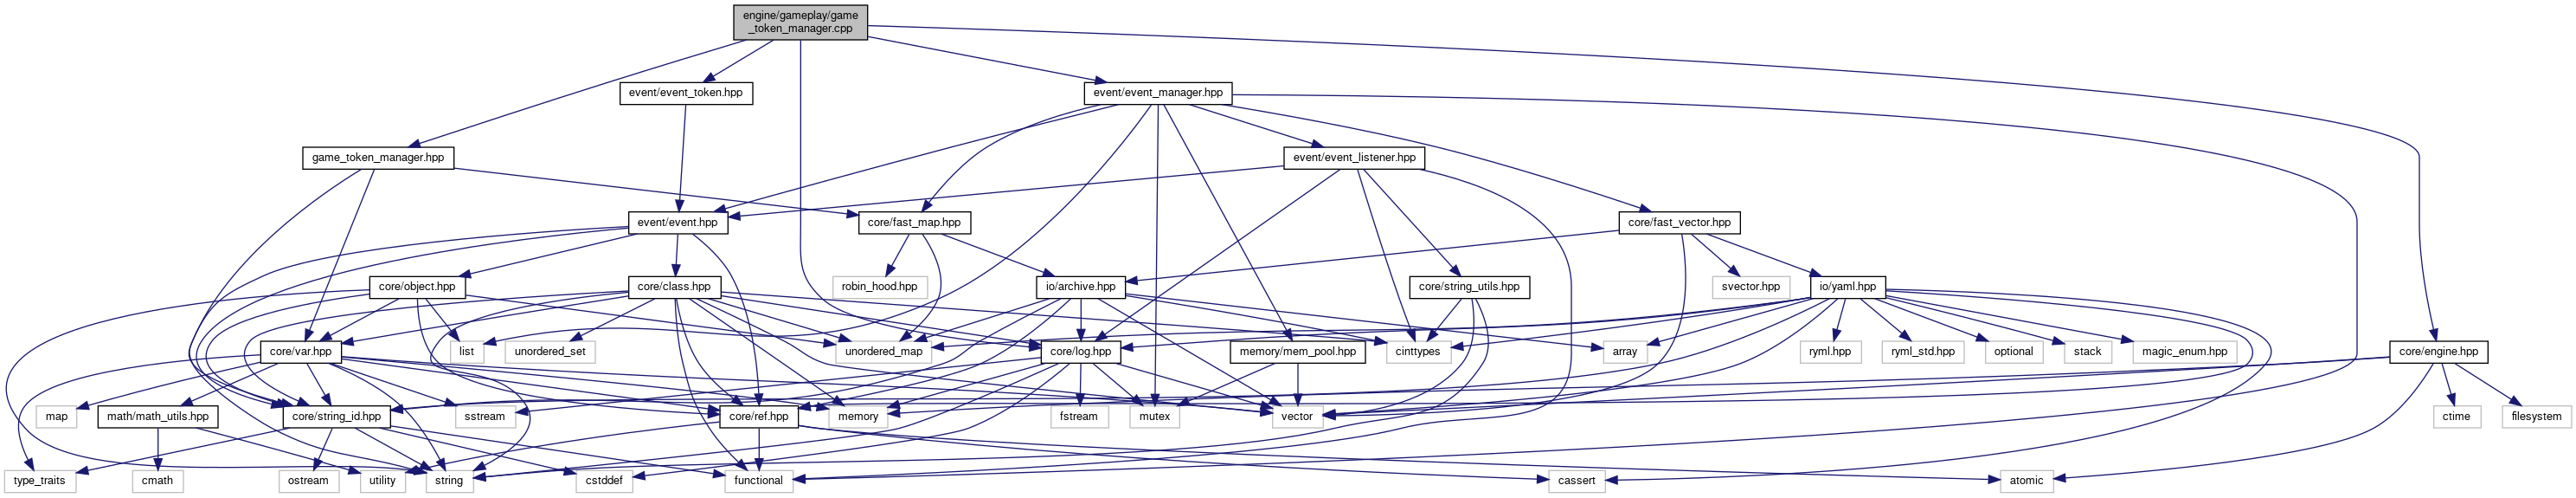 engine/gameplay/game
_token_manager.cpp
event/event_token.hpp
event/event_manager.hpp
game_token_manager.hpp
event/event_listener.hpp
event/event.hpp
core/fast_map.hpp
core/fast_vector.hpp
core/object.hpp
core/class.hpp
robin_hood.hpp
io/archive.hpp
core/string_utils.hpp
svector.hpp
io/yaml.hpp
core/var.hpp
list
unordered_set
unordered_map
core/log.hpp
memory/mem_pool.hpp
cinttypes
array
ryml.hpp
ryml_std.hpp
optional
stack
magic_enum.hpp
core/engine.hpp
map
math/math_utils.hpp
core/string_id.hpp
sstream
core/ref.hpp
memory
fstream
mutex
vector
ctime
filesystem
type_traits
cmath
ostream
utility
string
cstddef
functional
cassert
atomic